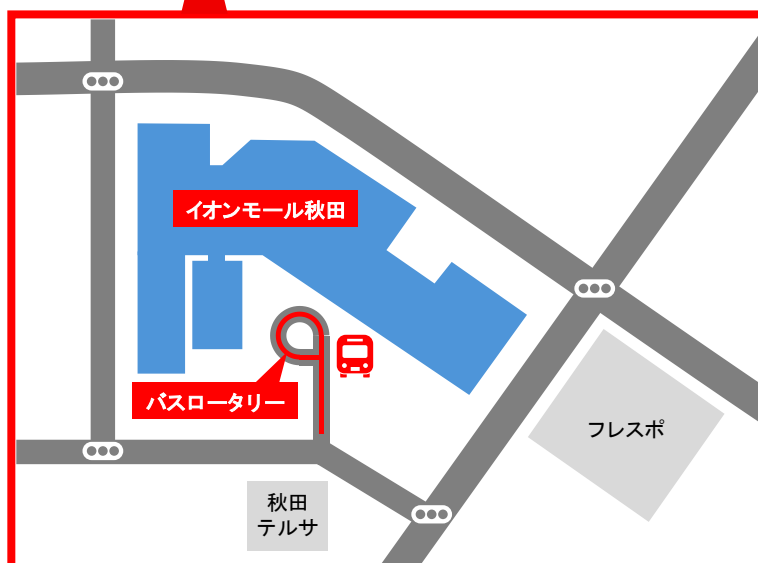 イオンモール秋田
バスロータリー
フレスポ
秋田
テルサ